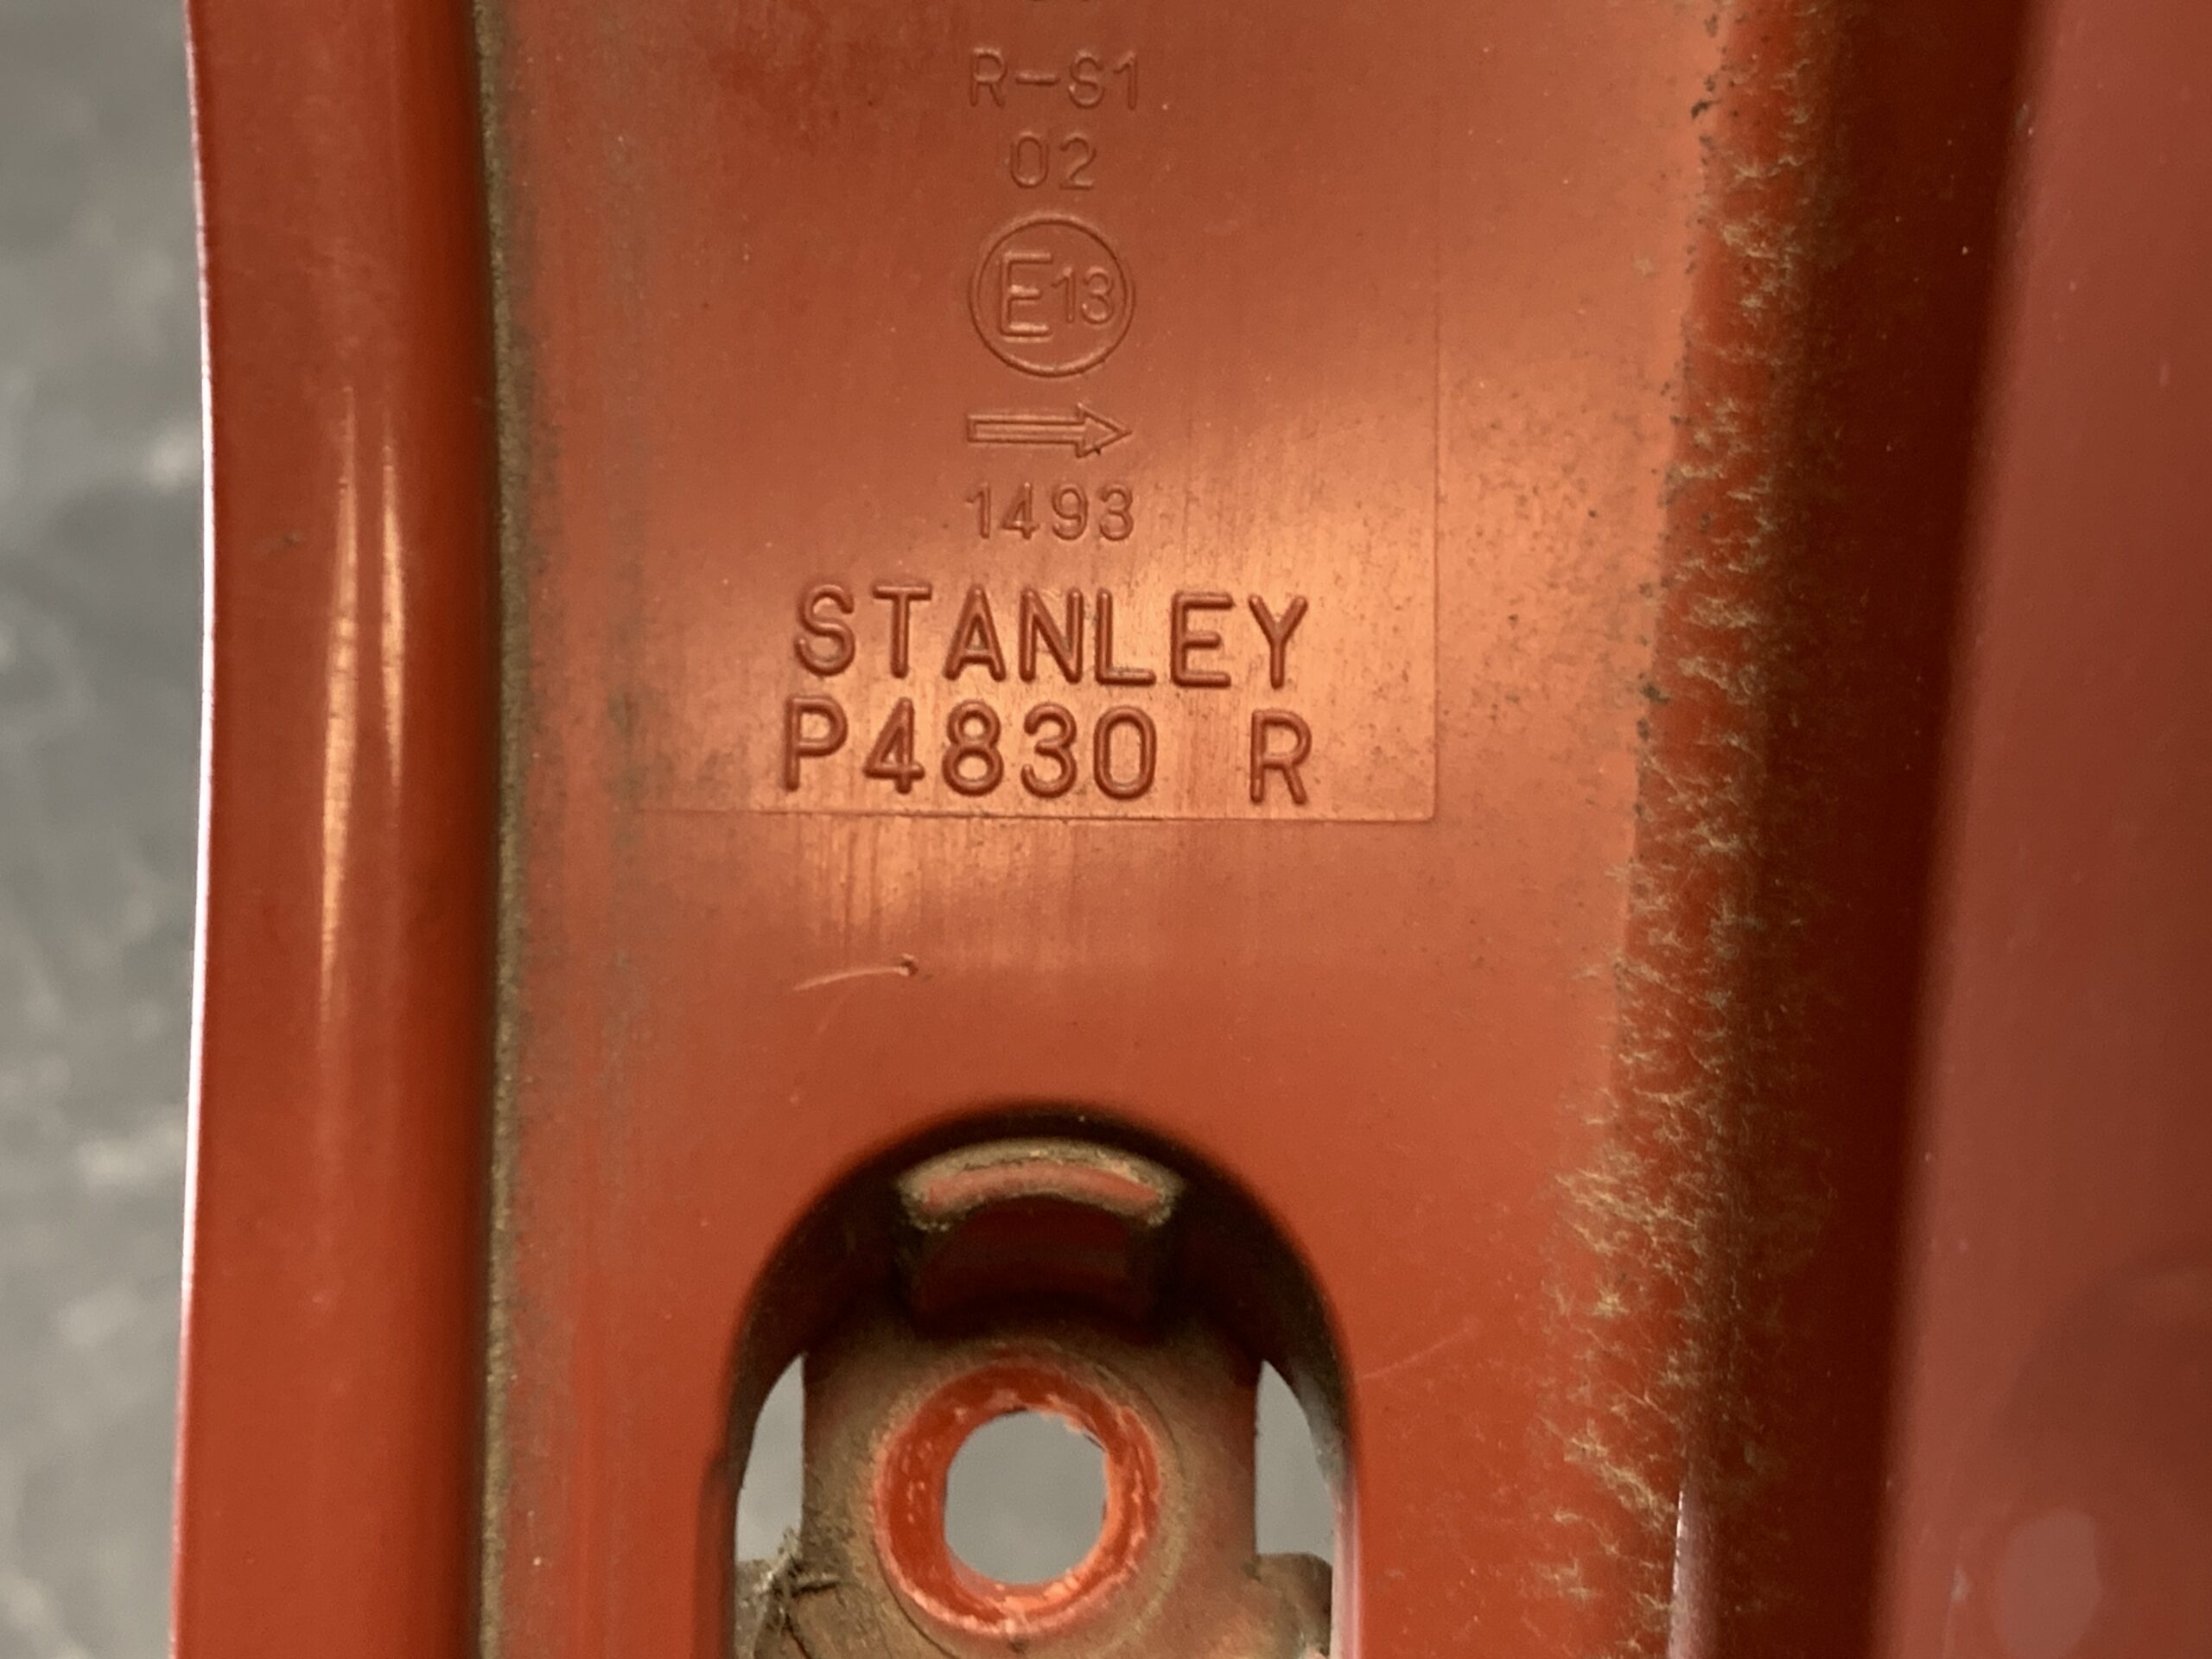 R-S1
02
E13
→
1493
STANLEY
P4830 R